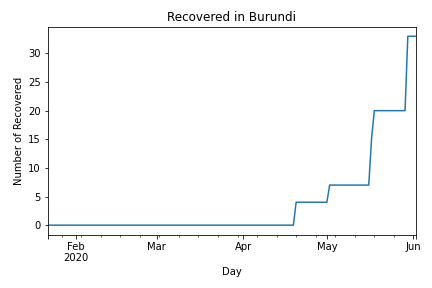 Recovered in Burundi
Number of Recovered
30
25
20
15
10
5
0
Feb
2020
Mar
Apr
May
Jun
Day